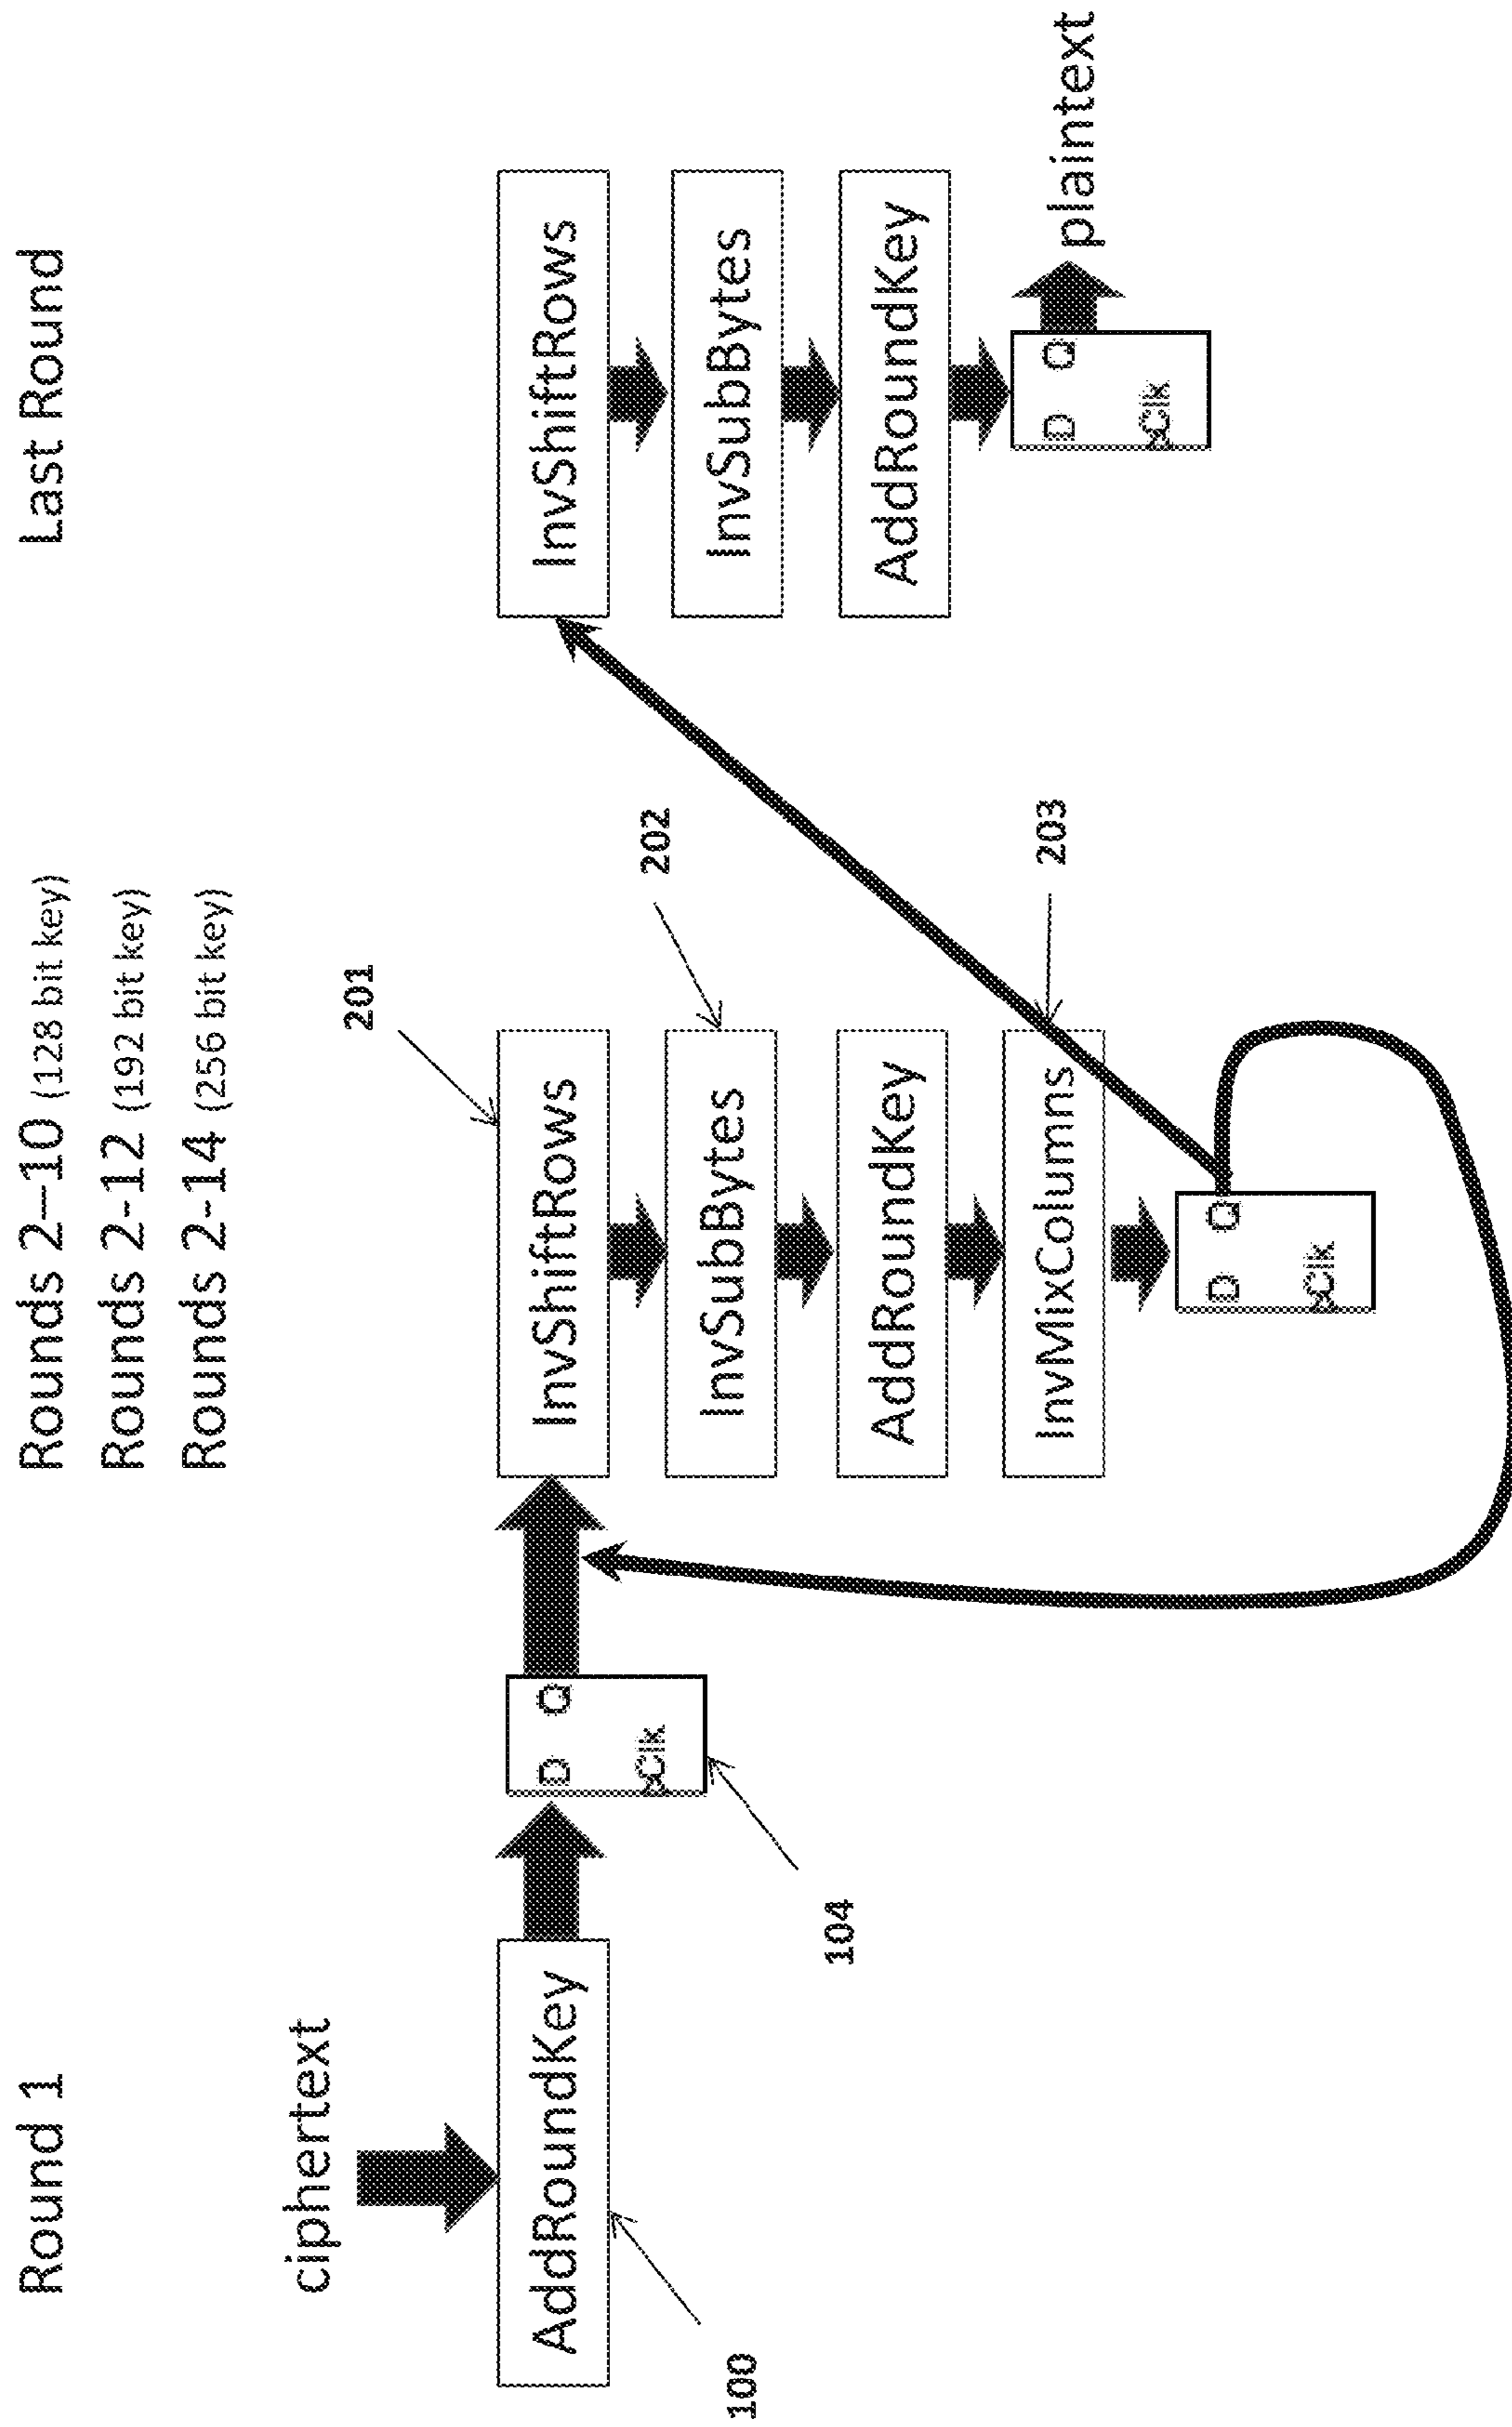 Round 1
Rounds 2–10 (128 bit key)
Rounds 2-12 (192 bit key)
Rounds 2-14 (256 bit key)
Last Round
ciphertext
AddRoundKey
100
D Q
Clk
104
201
InvShiftRows
202
InvSubBytes
AddRoundKey
203
InvMixColumns
D Q
Clk
InvShiftRows
InvSubBytes
AddRoundKey
D Q
Clk
plaintext